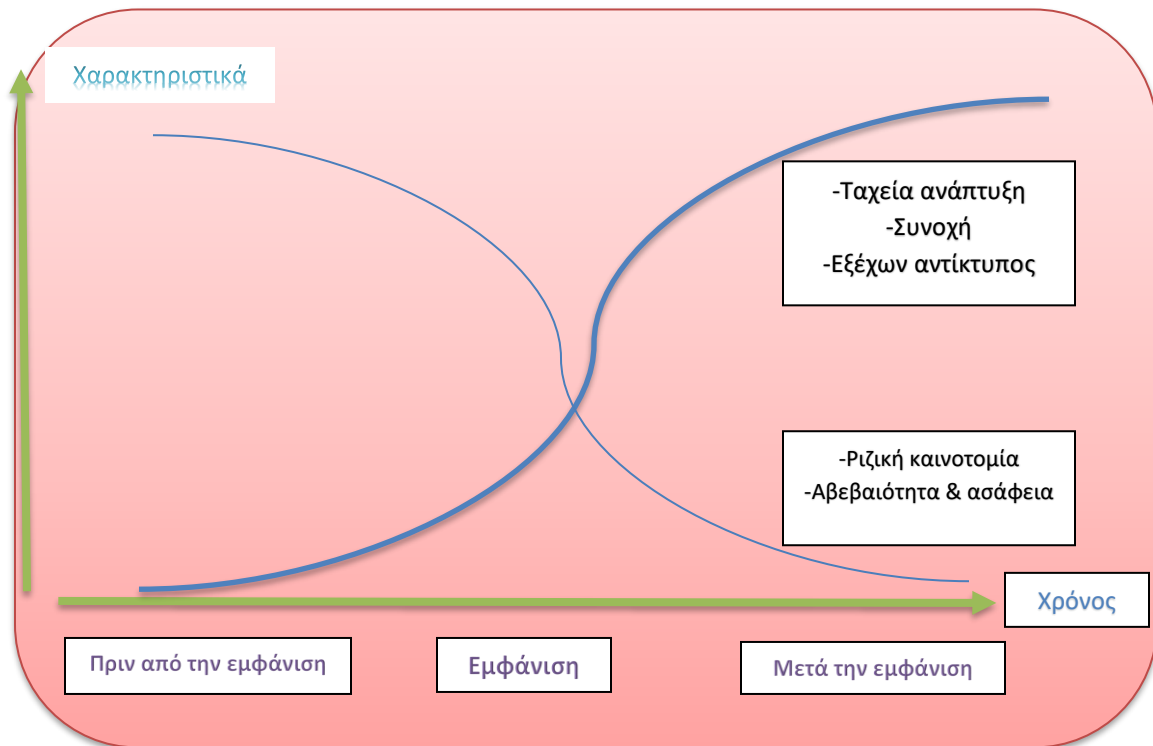 Χαρακτηριστικά
-Ταχεία ανάπτυξη
-Συνοχή
-Εξέχων αντίκτυπος
-Ριζική καινοτομία
-Αβεβαιότητα & ασάφεια
Χρόνος
Πριν από την εμφάνιση
Εμφάνιση
Μετά την εμφάνιση